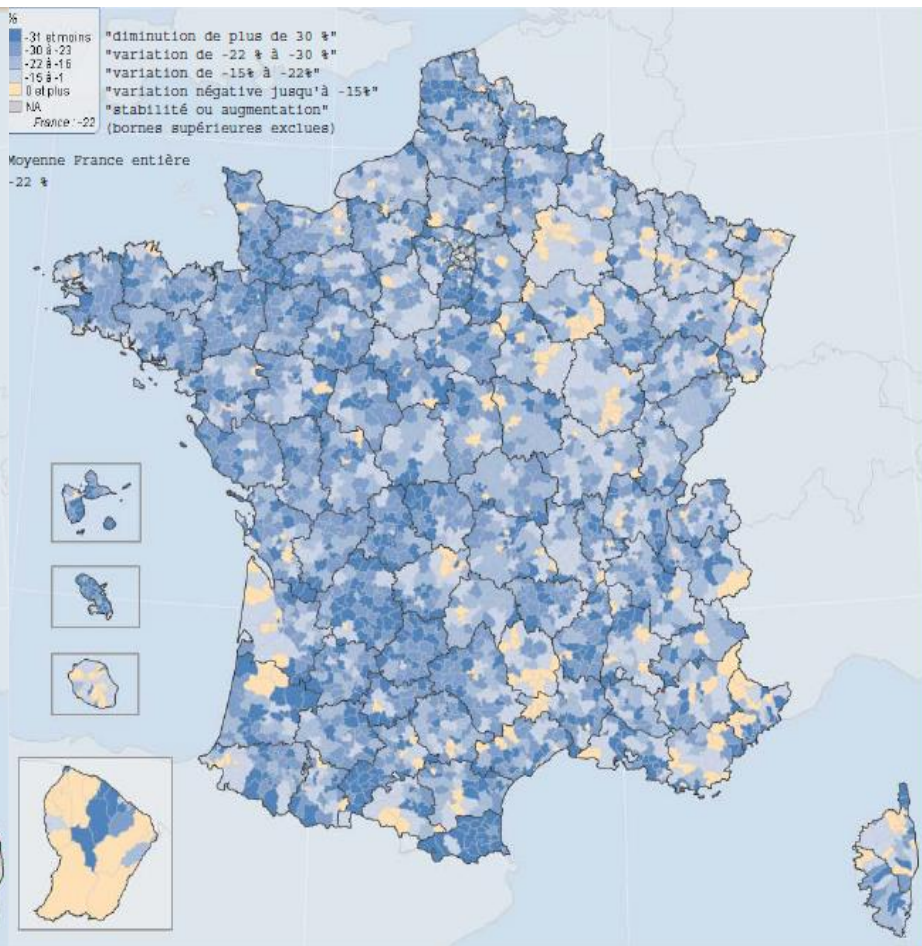 %
-31 et moins "diminution de plus de 30 %"
-30 à -23 "variation de -22 % à -30 %"
-22 à -16 "variation de -15% à -22%"
-15 à -1 "variation négative jusqu'à -15%"
0 et plus "stabilité ou augmentation"
NA (bornes supérieures exclues)
France : -22
Moyenne France entière
-22 %